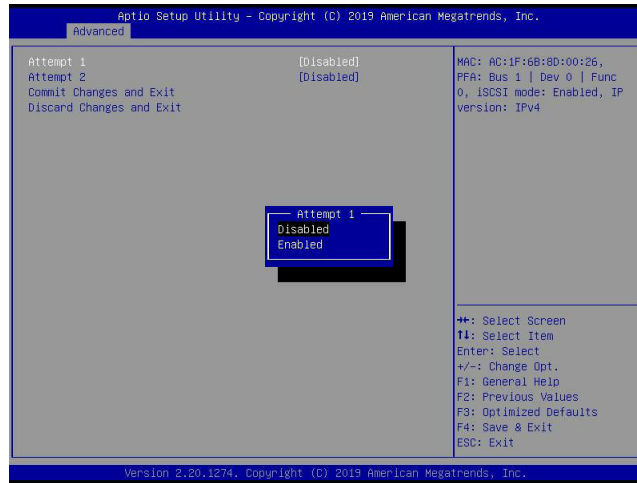 Aptio Setup Utility – Copyright (C) 2019 American Megatrends, Inc.
Advanced
Attempt 1 [Disabled]
Attempt 2 [Disabled]
Commit Changes and Exit
Discard Changes and Exit
MAC: AC:1F:6B:8D:00:26,
PFA: Bus 1 | Dev 0 | Func
0, iSCSI mode: Enabled, IP
version: IPv4
Attempt 1
Disabled
Enabled
→←: Select Screen
↑↓: Select Item
Enter: Select
+/-: Change Opt.
F1: General Help
F2: Previous Values
F3: Optimized Defaults
F4: Save & Exit
ESC: Exit
Version 2.20.1274. Copyright (C) 2019 American Megatrends, Inc.